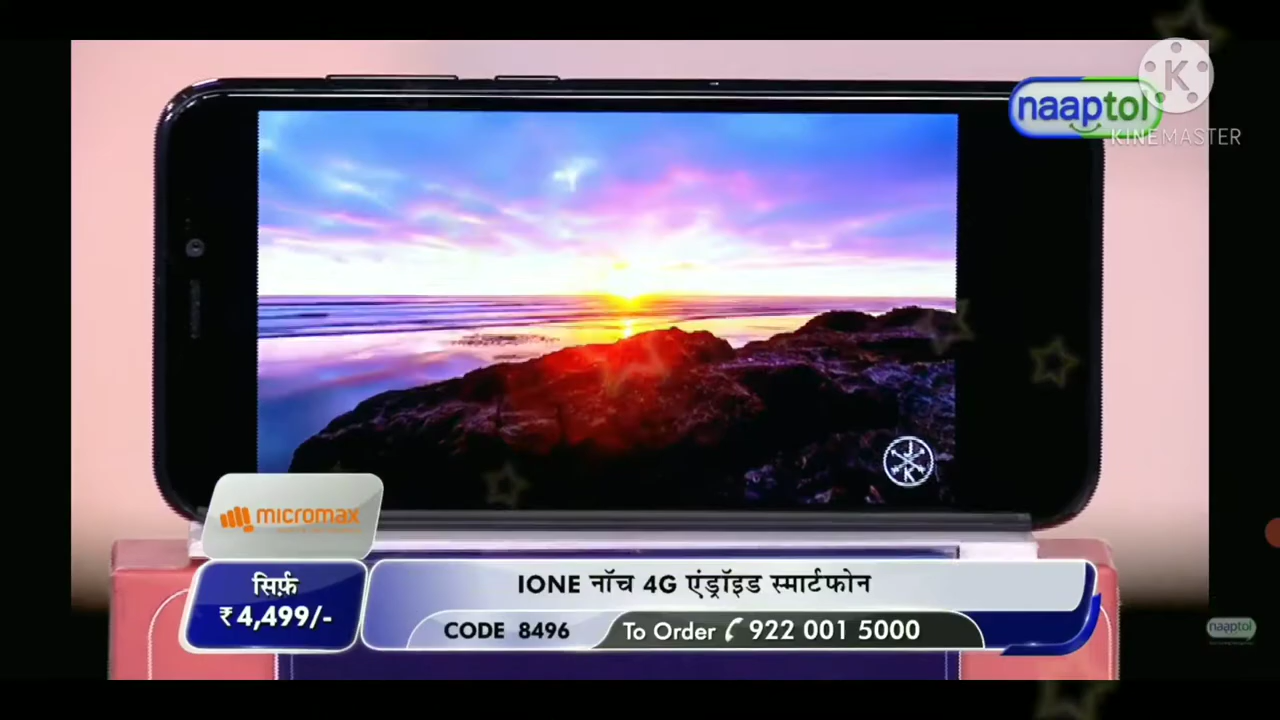 naaptol
K
KINEMASTER
J
K
micromax
सिर्फ़
₹4,499/-
IONE नॉच 4G एंड्रॉइड स्मार्टफोन
CODE 8496
To Order 922 001 5000
naaptol